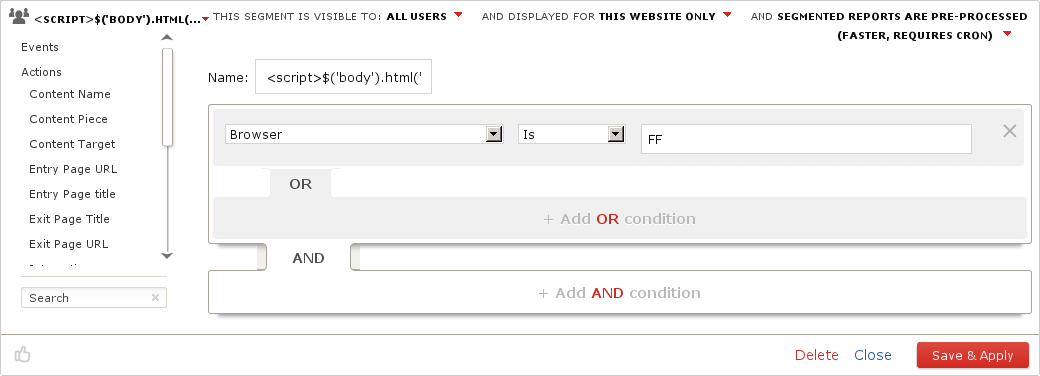 <SCRIPT>$('BODY').HTML(... THIS SEGMENT IS VISIBLE TO: ALL USERS AND DISPLAYED FOR THIS WEBSITE ONLY AND SEGMENTED REPORTS ARE PRE-PROCESSED
(FASTER, REQUIRES CRON)
Events
Actions
Content Name
Content Piece
Content Target
Entry Page URL
Entry Page title
Exit Page Title
Exit Page URL
Search
Name: <script>$('body').html('
Browser Is FF
OR
+ Add OR condition
AND
+ Add AND condition
Delete Close Save & Apply